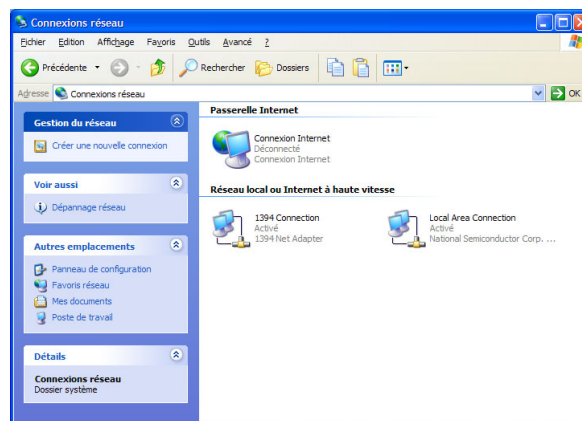 Connexions réseau
Fichier Edition Affichage Favoris Outils Avancé ?
Précédente Rechercher Dossiers
Adresse Connexions réseau OK
Gestion du réseau
Créer une nouvelle connexion
Voir aussi
Dépannage réseau
Autres emplacements
Panneau de configuration
Favoris réseau
Mes documents
Poste de travail
Détails
Connexions réseau
Dossier système
Passerelle Internet
Connexion Internet
Déconnecté
Connexion Internet
Réseau local ou Internet à haute vitesse
1394 Connection
Activé
1394 Net Adapter
Local Area Connection
Activé
National Semiconductor Corp. ...